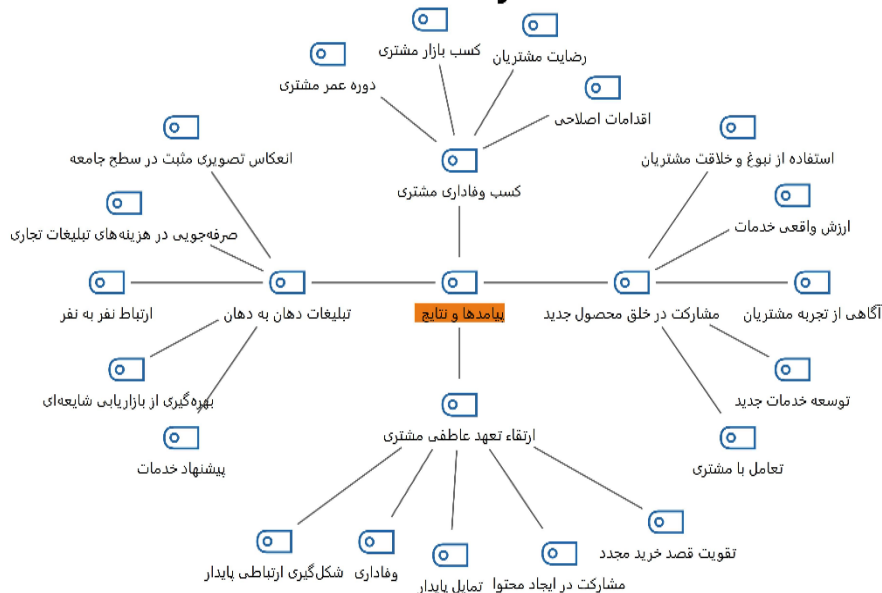 کسب بازار مشتری
رضایت مشتریان
دوره عمر مشتری
اقدامات اصلاحی
کسب وفاداری مشتری
استفاده از نبوغ و خلاقت مشتریان
ارزش واقعی خدمات
آگاهی از تجربه مشتریان
مشارکت در خلق محصول جدید
توسعه خدمات جدید
تعامل با مشتری
پیامدها و نتایج
انعکاس تصویری مثبت در سطح جامعه
صرفه‌جویی در هزینه‌های تبلیغات تجاری
تبلیغات دهان به دهان
ارتباط نفر به نفر
بهره‌گیری از بازاریابی شایعه‌ای
پیشنهاد خدمات
ارتقاء تعهد عاطفی مشتری
تقویت قصد خرید مجدد
مشارکت در ایجاد محتوا
تمایل پایدار
وفاداری
شکل‌گیری ارتباطی پایدار